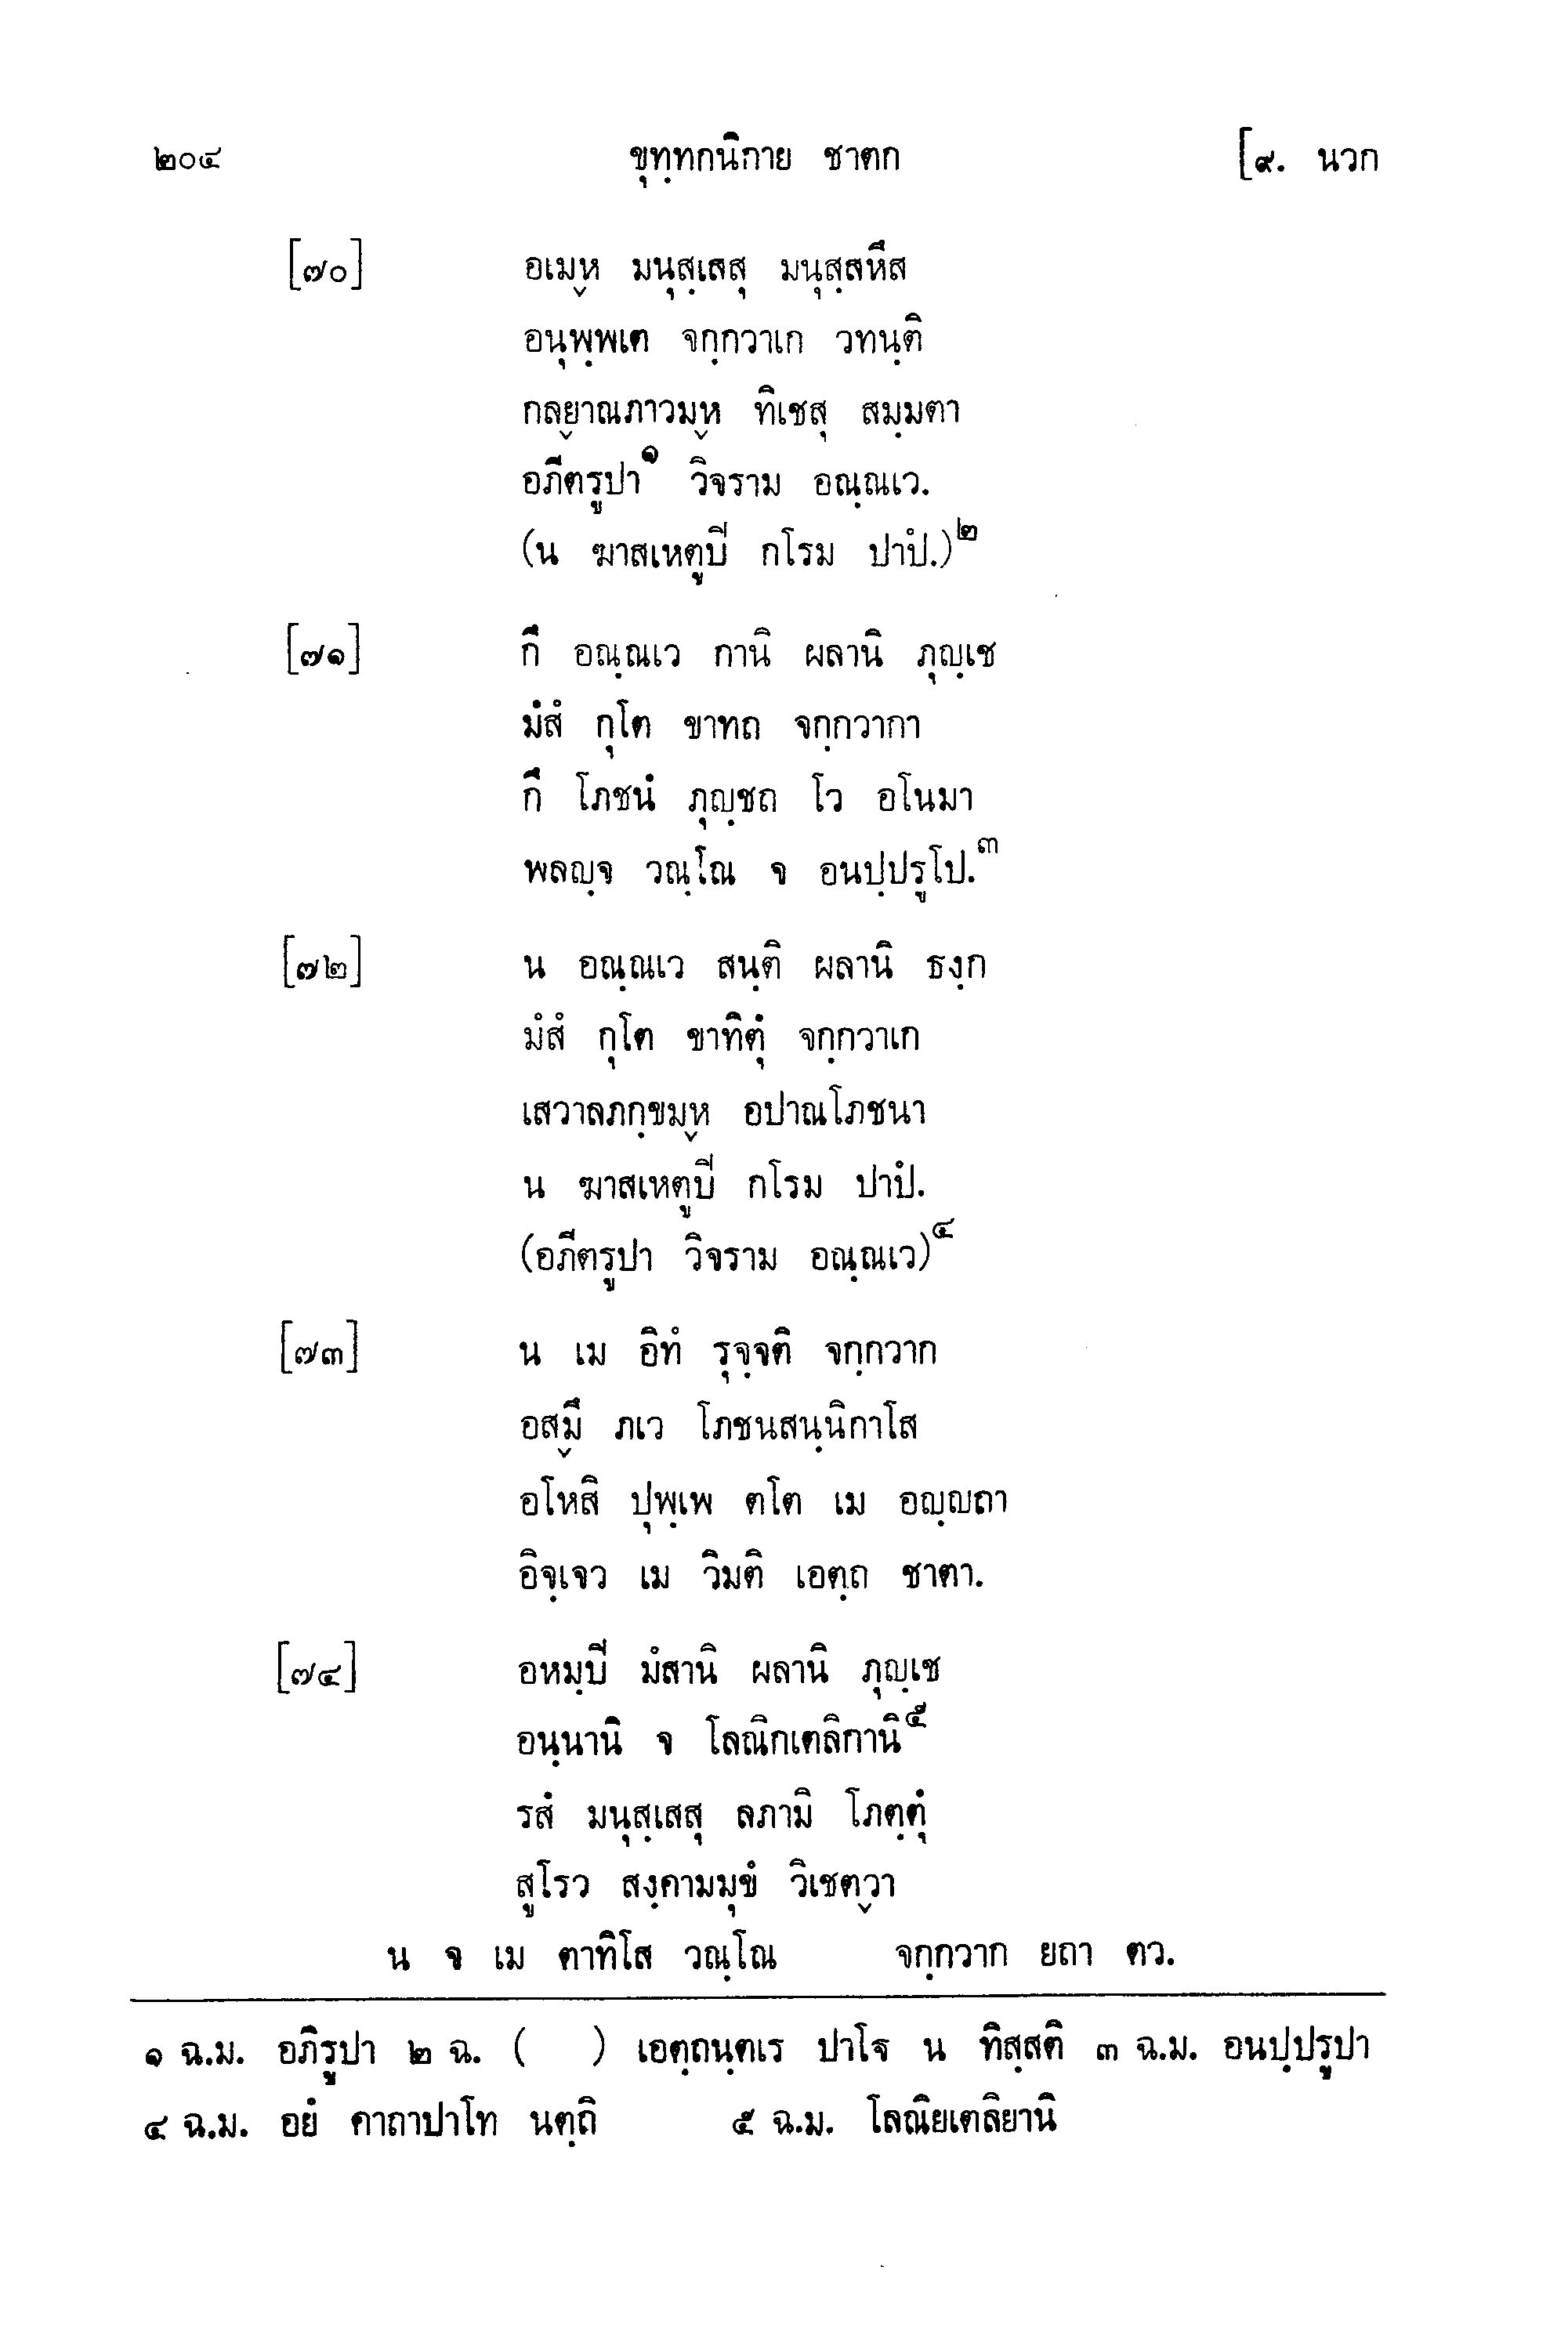 ๒๐๔ ขุทฺทกนิกาย ชาตก [๙. นวก
[๗๐] อเมฺห มนุสฺเสสุ มนุสฺสหึส
อนุพฺพเต จกฺกวาเก วทนฺติ
กลฺยาณภาวมฺห ทิเชสุ สมฺมตา
อภีตรูปา๑ วิจราม อณฺณเว.
(น ฆาสเหตูปิ กโรม ปาปํ.)๒
[๗๑] กึ อณฺณเว กานิ ผลานิ ภุญฺเช
มํสํ กุโต ขาทถ จกฺกวากา
กึ โภชนํ ภุญฺชถ โว อโนมา
พลญฺจ วณฺโณ จ อนปฺปรูโป.๓
[๗๒] น อณฺณเว สนฺติ ผลานิ ธงฺก
มํสํ กุโต ขาทิตุํ จกฺกวาเก
เสวาลภกฺขมฺห อปาณโภชนา
น ฆาสเหตูปิ กโรม ปาปํ.
(อภีตรูปา วิจราม อณฺณเว)๔
[๗๓] น เม อิทํ รุจฺจติ จกฺกวาก
อสฺมึ ภเว โภชนสนฺนิกาโส
อโหสิ ปุพฺเพ ตโต เม อญฺญถา
อิจฺเจว เม วิมติ เอตฺถ ชาตา.
[๗๔] อหมฺปิ มํสานิ ผลานิ ภุญฺเช
อนฺนานิ จ โลณิกเตลิกานิ๕
รสํ มนุสฺเสสุ ลภามิ โภตฺตุํ
สูโรว สงฺคามมุขํ วิเชตฺวา
น จ เม ตาทิโส วณฺโณ จกฺกวาก ยถา ตว.
๑ ฉ.ม. อภิรูปา ๒ ฉ. ( ) เอตฺถนฺตเร ปาโจ น ทิสฺสติ ๓ ฉ.ม. อนปฺปรูปา
๔ ฉ.ม. อยํ คาถาปาโท นตฺถิ ๕ ฉ.ม. โลณิยเตลิยานิ